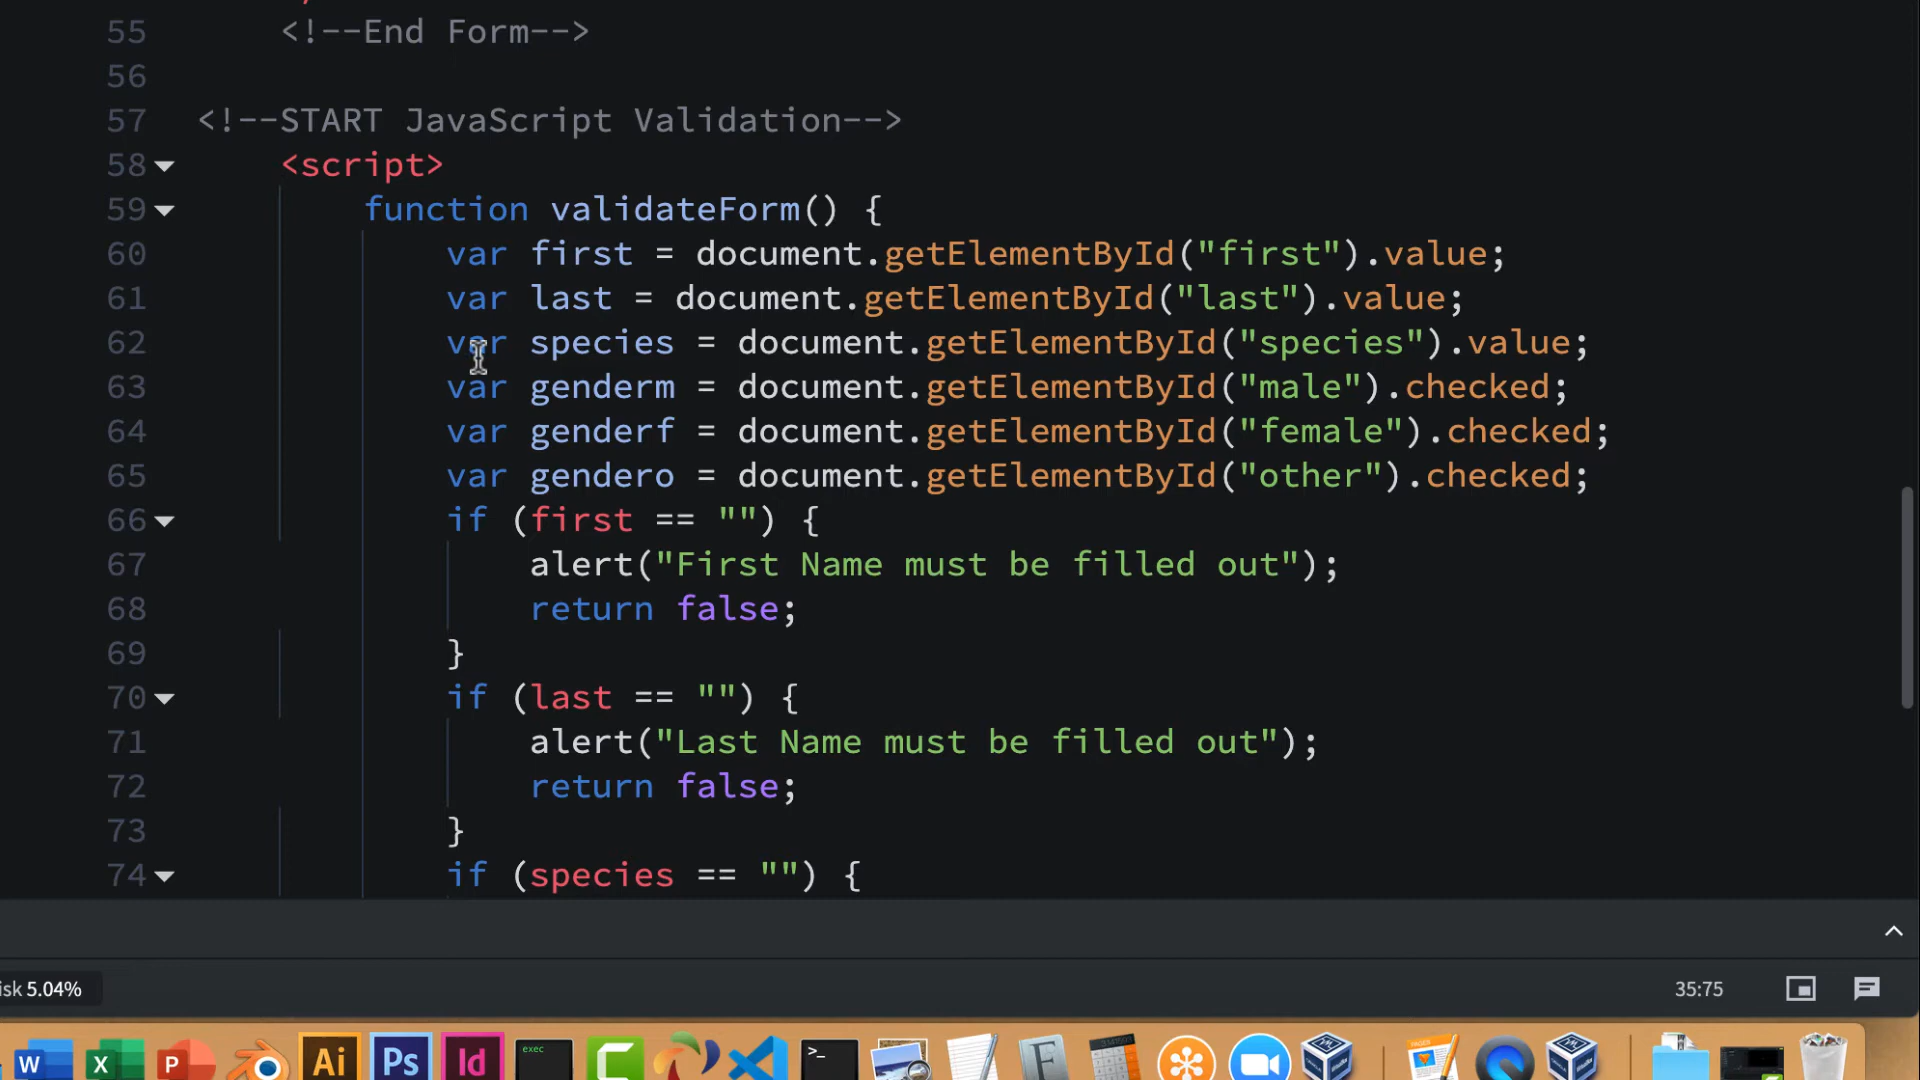 55 <!--End Form-->
56
57 <!--START JavaScript Validation-->
58 <script>
59 function validateForm() {
60 var first = document.getElementById("first").value;
61 var last = document.getElementById("last").value;
62 var species = document.getElementById("species").value;
63 var genderm = document.getElementById("male").checked;
64 var genderf = document.getElementById("female").checked;
65 var gendero = document.getElementById("other").checked;
66 if (first == "") {
67 alert("First Name must be filled out");
68 return false;
69 }
70 if (last == "") {
71 alert("Last Name must be filled out");
72 return false;
73 }
74 if (species == "") {
isk 5.04% 35:75
W X P Ai Ps Id exec C >_ F